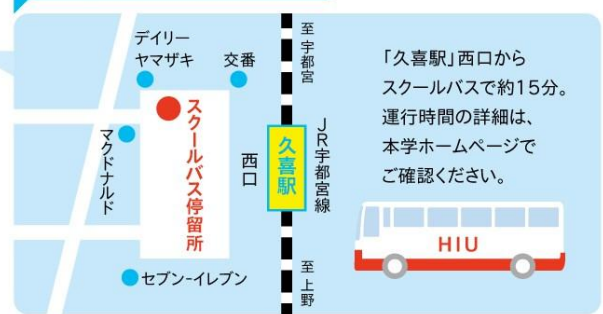 至宇都宮
デイリー
ヤマザキ
交番
スクールバス停留所
マクドナルド
西口
久喜駅
JR宇都宮線
セブン-イレブン
至上野
「久喜駅」西口から
スクールバスで約15分。
運行時間の詳細は、
本学ホームページで
ご確認ください。
HIU